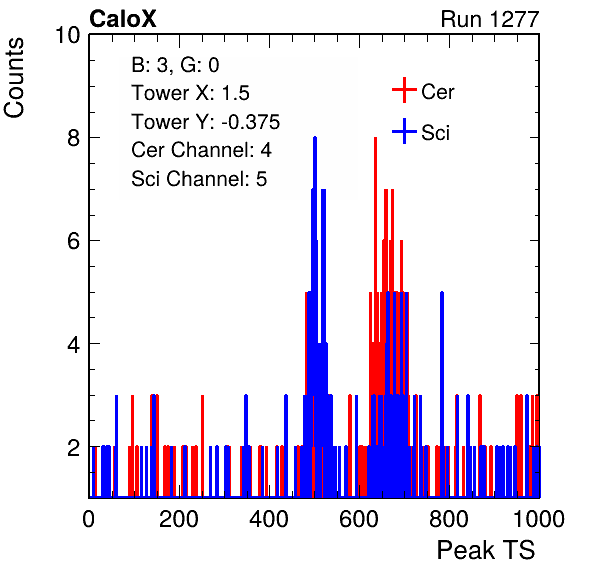 CaloX Run 1277
Counts
10
B: 3, G: 0
Tower X: 1.5
Tower Y: -0.375
Cer Channel: 4
Sci Channel: 5
Cer
Sci
8
6
4
2
0 200 400 600 800 1000
Peak TS